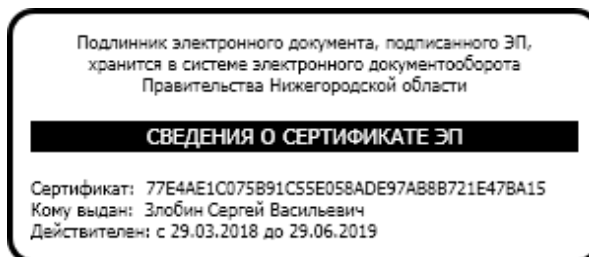 Подлинник электронного документа, подписанного ЭП,
хранится в системе электронного документооборота
Правительства Нижегородской области
СВЕДЕНИЯ О СЕРТИФИКАТЕ ЭП
Сертификат: 77E4AE1C075B91C55E058ADE97AB8B721E47BA15
Кому выдан: Злобин Сергей Васильевич
Действителен: с 29.03.2018 до 29.06.2019